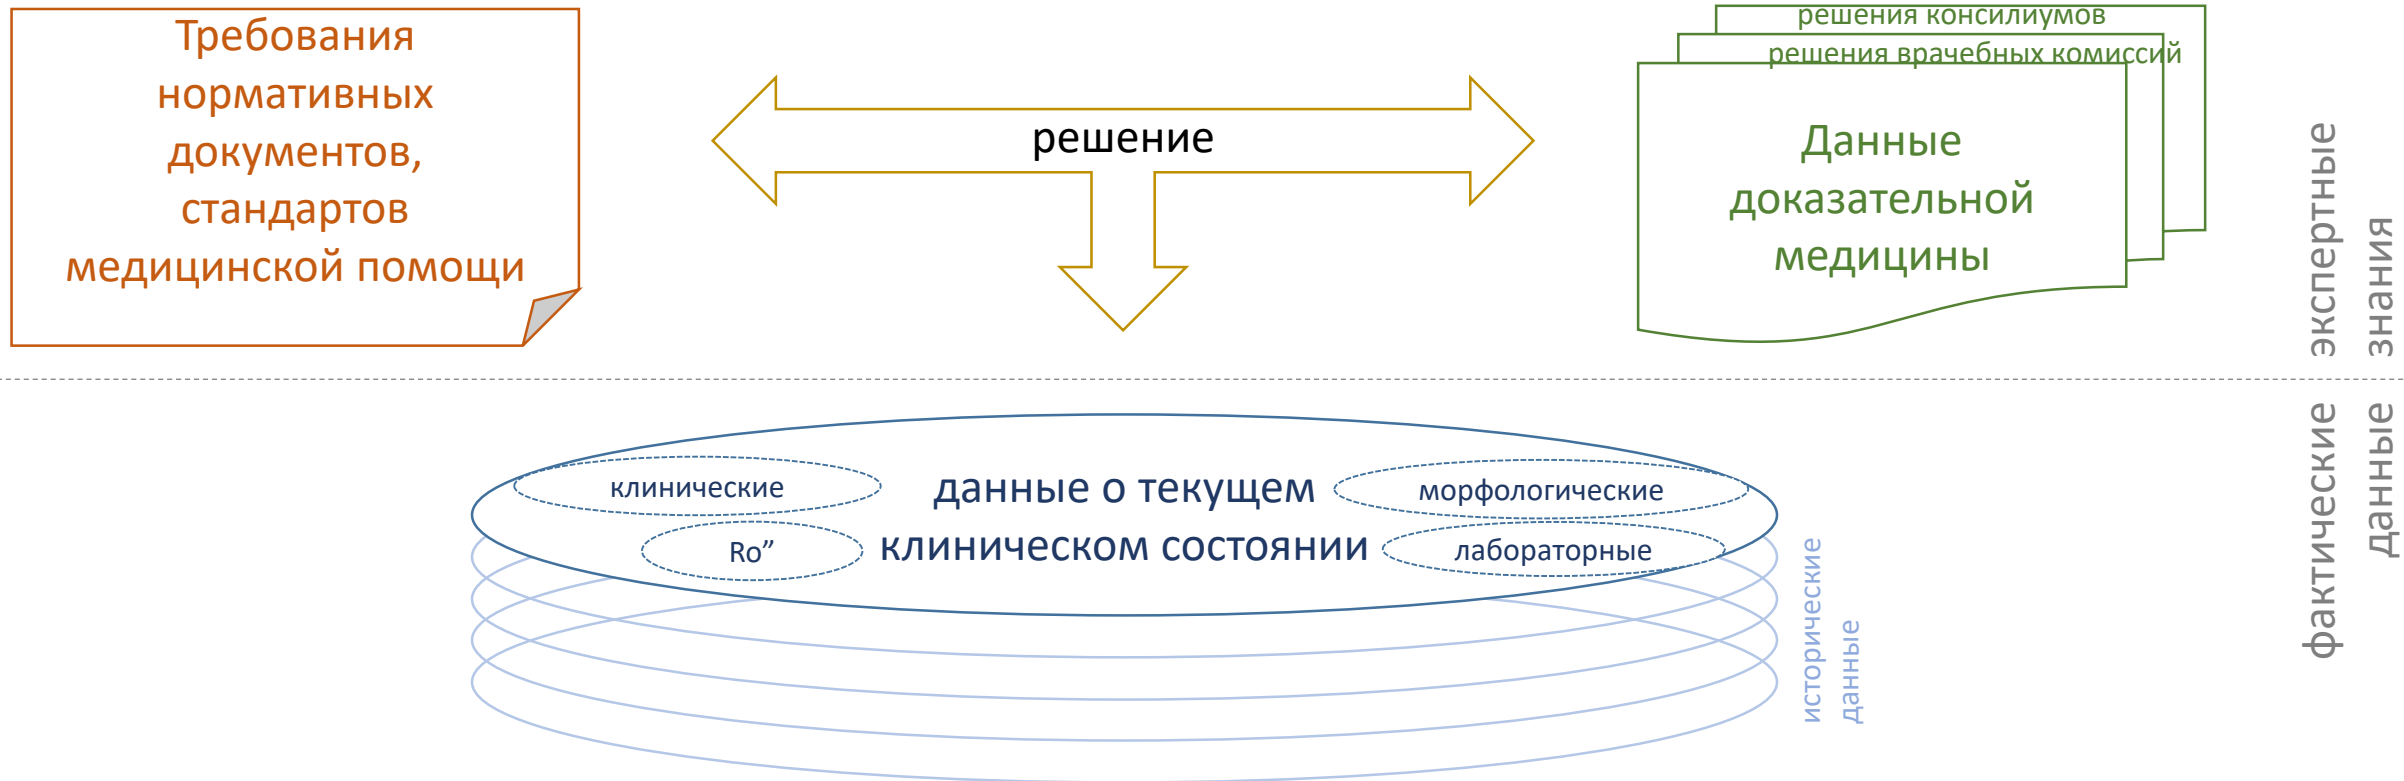 Требования
нормативных
документов,
стандартов
медицинской помощи
решение
решения консилиумов
решения врачебных комиссий
Данные
доказательной
медицины
экспертные
знания
фактические
данные
данные о текущем
клиническом состоянии
клинические
Ro”
морфологические
лабораторные
исторические
данные